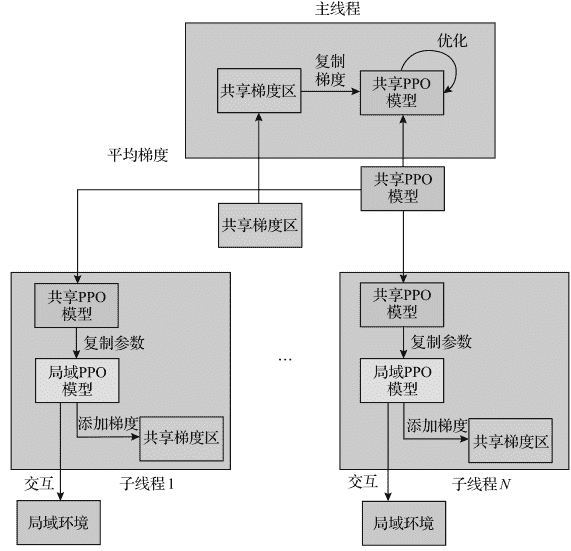 主线程
优化
复制
梯度
共享梯度区
共享PPO
模型
平均梯度
共享PPO
模型
共享梯度区
共享PPO
模型
复制参数
局域PPO
模型
添加梯度
共享梯度区
交互
子线程1
局域环境
…
共享PPO
模型
复制参数
局域PPO
模型
添加梯度
共享梯度区
交互
子线程N
局域环境